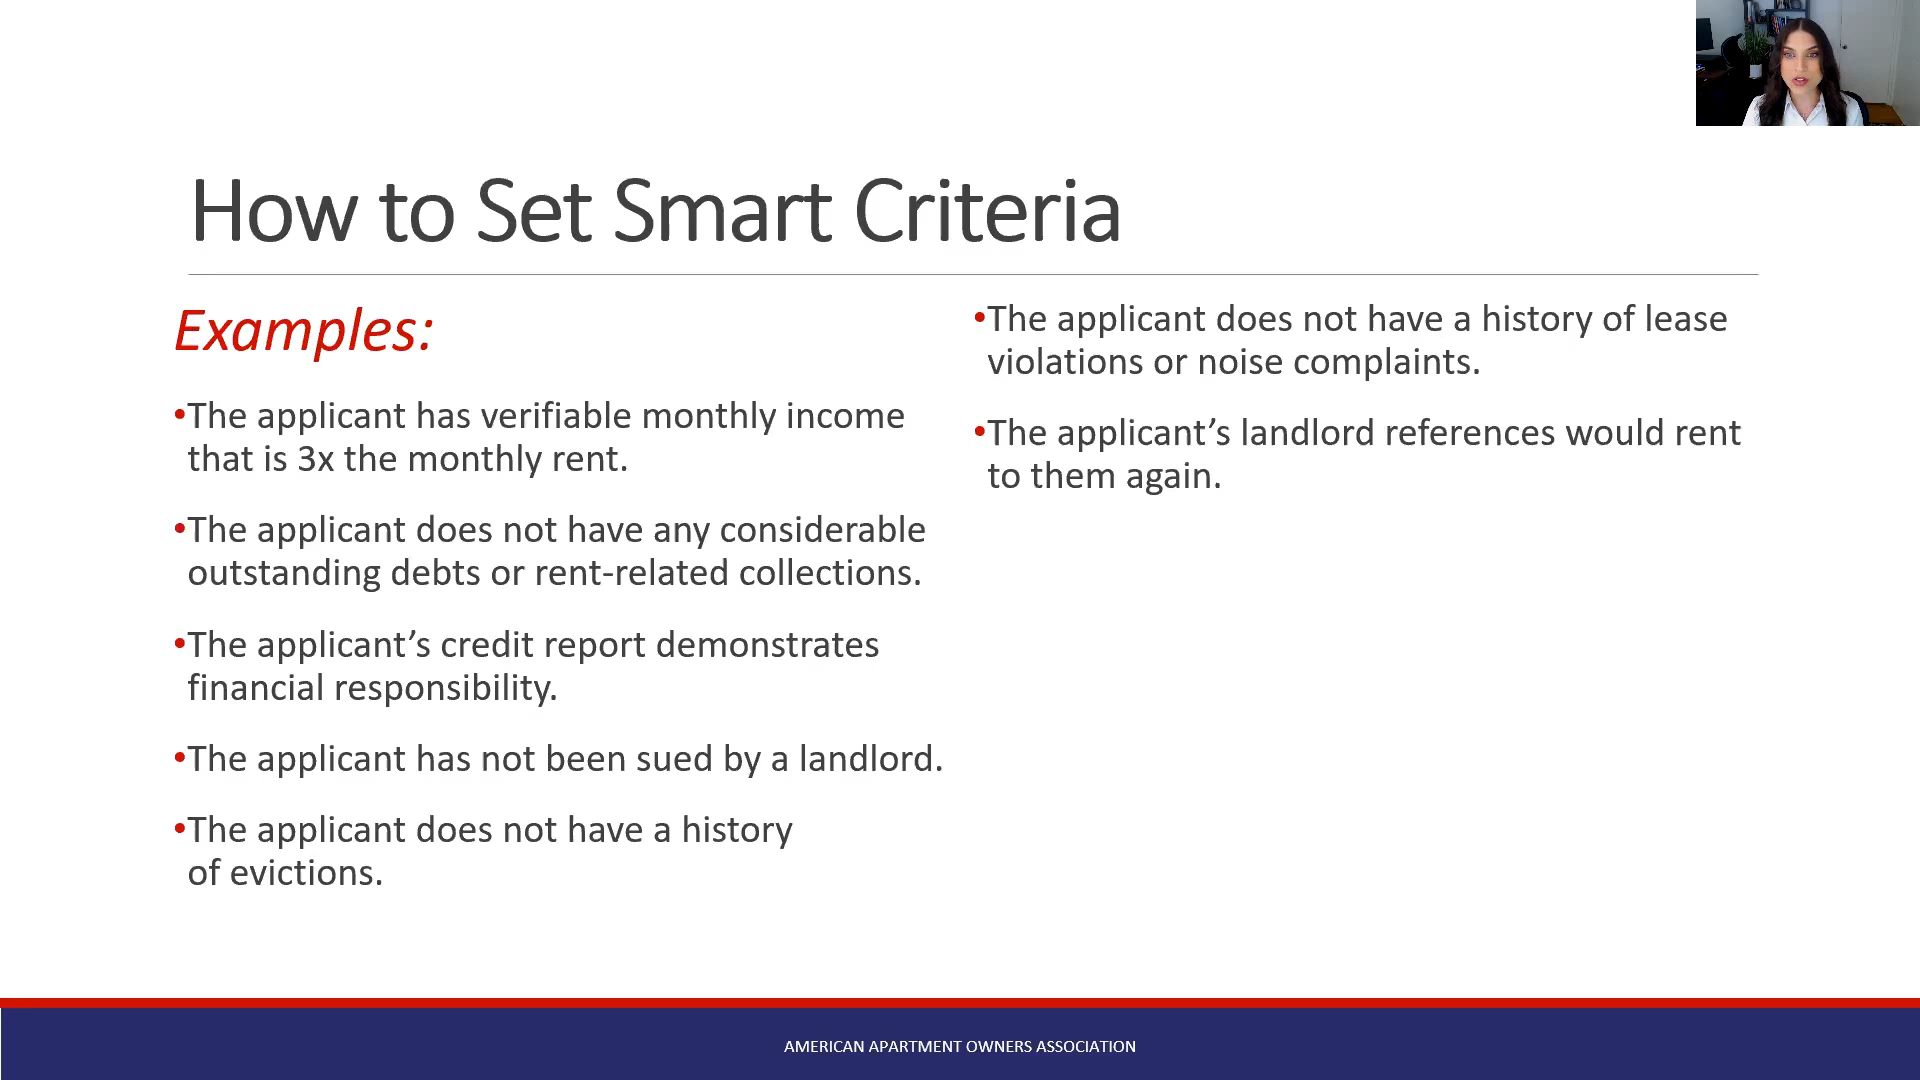 How to Set Smart Criteria
Examples:
•The applicant has verifiable monthly income
that is 3x the monthly rent.
•The applicant does not have any considerable
outstanding debts or rent-related collections.
•The applicant’s credit report demonstrates
financial responsibility.
•The applicant has not been sued by a landlord.
•The applicant does not have a history
of evictions.
•The applicant does not have a history of lease
violations or noise complaints.
•The applicant’s landlord references would rent
to them again.
AMERICAN APARTMENT OWNERS ASSOCIATION